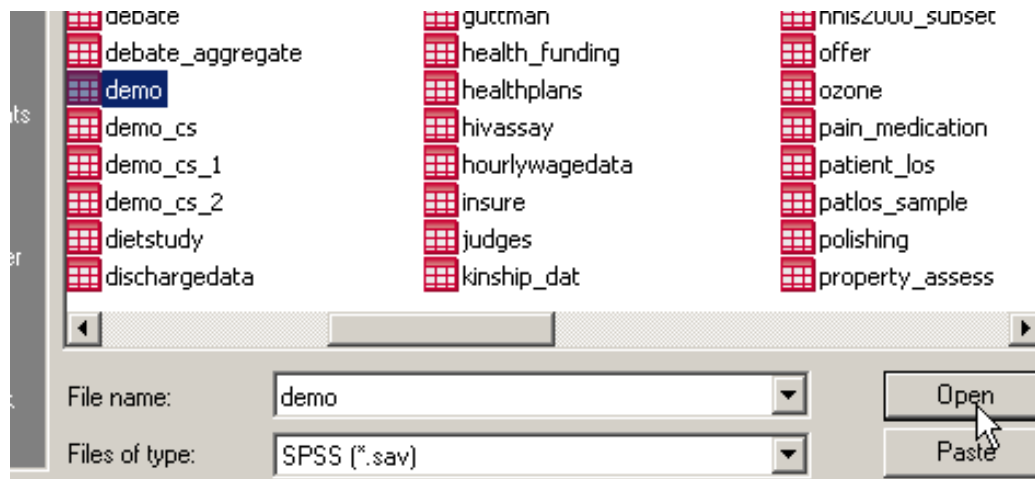 debate
debate_aggregate
demo
demo_cs
demo_cs_1
demo_cs_2
dietstudy
dischargedata
guttman
health_funding
healthplans
hivassay
hourlywagedata
insure
judges
kinship_dat
nhis2000_subset
offer
ozone
pain_medication
patient_los
patlos_sample
polishing
property_assess
File name: demo Open
Files of type: SPSS (*.sav) Paste